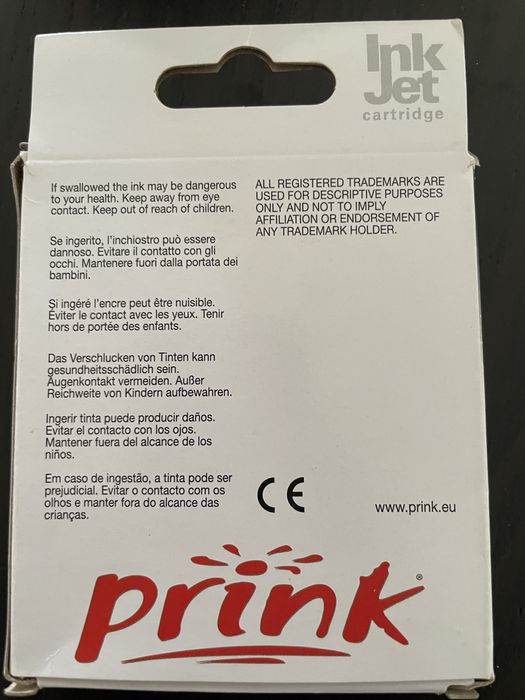 Ink
Jet
cartridge
If swallowed the ink may be dangerous
to your health. Keep away from eye
contact. Keep out of reach of children.
Se ingerito, l'inchiostro può essere
dannoso. Evitare il contatto con gli
occhi. Mantenere fuori dalla portata dei
bambini.
Si ingéré l'encre peut être nuisible.
Éviter le contact avec les yeux. Tenir
hors de portée des enfants.
Das Verschlucken von Tinten kann
gesundheitsschädlich sein.
Augenkontakt vermeiden. Außer
Reichweite von Kindern aufbewahren.
Ingerir tinta puede producir daños.
Evitar el contacto con los ojos.
Mantener fuera del alcance de los
niños.
Em caso de ingestão, a tinta pode ser
prejudicial. Evitar o contacto com os
olhos e manter fora do alcance das
crianças.
ALL REGISTERED TRADEMARKS ARE
USED FOR DESCRIPTIVE PURPOSES
ONLY AND NOT TO IMPLY
AFFILIATION OR ENDORSEMENT OF
ANY TRADEMARK HOLDER.
CE
www.prink.eu
prink®